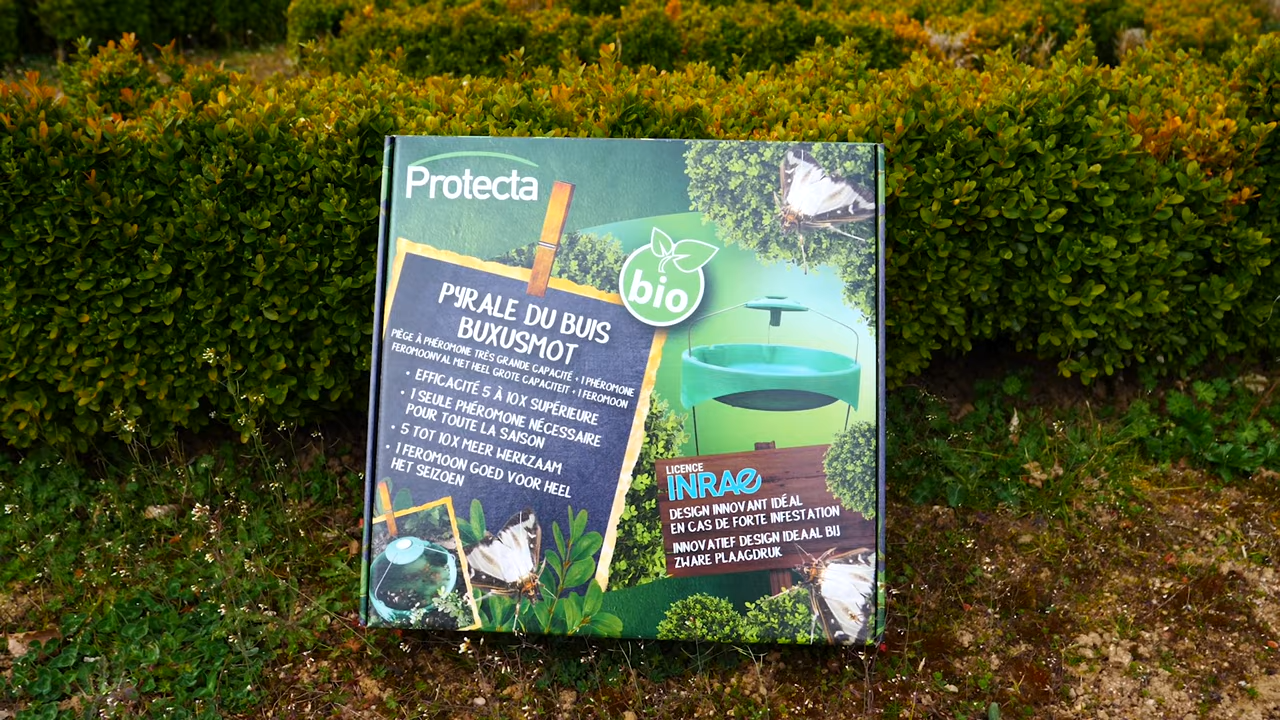 Protecta
bio
PYRALE DU BUIS
BUXUSMOT
PIÈGE À PHÉROMONE TRÈS GRANDE CAPACITÉ + 1 PHÉROMONE
FEROMOONVAL MET HEEL GROTE CAPACITEIT + 1 FEROMOON
• EFFICACITÉ 5 À 10X SUPÉRIEURE
• 1 SEULE PHÉROMONE NÉCESSAIRE
POUR TOUTE LA SAISON
• 5 TOT 10X MEER WERKZAAM
• 1 FEROMOON GOED VOOR HEEL
HET SEIZOEN
LICENCE
INRAE
DESIGN INNOVANT IDÉAL
EN CAS DE FORTE INFESTATION
INNOVATIEF DESIGN IDEAAL BIJ
ZWARE PLAAGDRUK